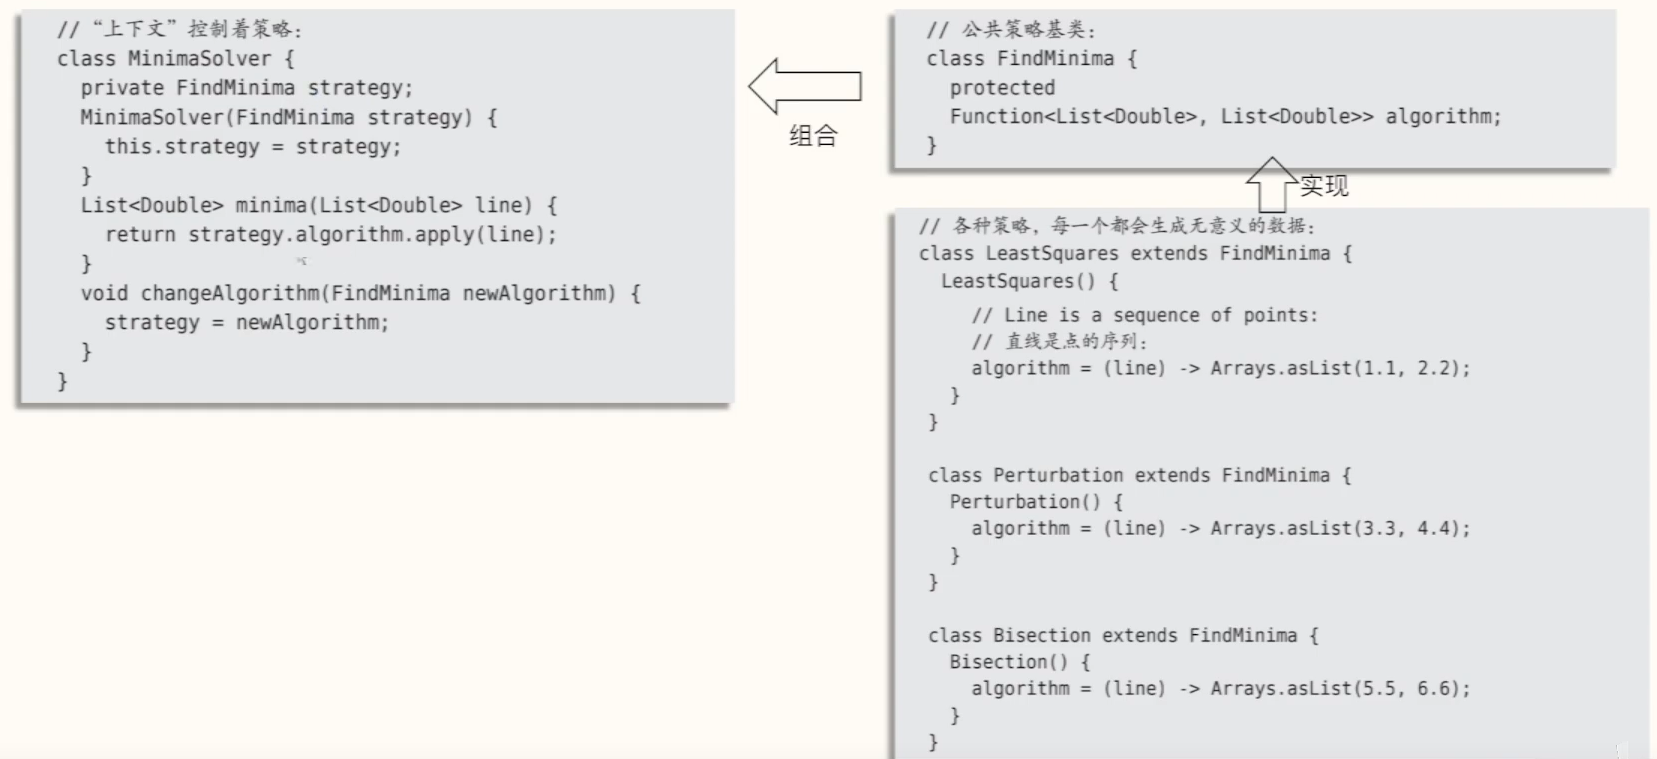 // “上下文”控制着策略:
class MinimaSolver {
private FindMinima strategy;
MinimaSolver(FindMinima strategy) {
this.strategy = strategy;
}
List<Double> minima(List<Double> line) {
return strategy.algorithm.apply(line);
}
void changeAlgorithm(FindMinima newAlgorithm) {
strategy = newAlgorithm;
}
}
组合
// 公共策略基类:
class FindMinima {
protected
Function<List<Double>, List<Double>> algorithm;
}
实现
// 各种策略，每一个都会生成无意义的数据:
class LeastSquares extends FindMinima {
LeastSquares() {
// Line is a sequence of points:
// 直线是点的序列:
algorithm = (line) -> Arrays.asList(1.1, 2.2);
}
}
class Perturbation extends FindMinima {
Perturbation() {
algorithm = (line) -> Arrays.asList(3.3, 4.4);
}
}
class Bisection extends FindMinima {
Bisection() {
algorithm = (line) -> Arrays.asList(5.5, 6.6);
}
}